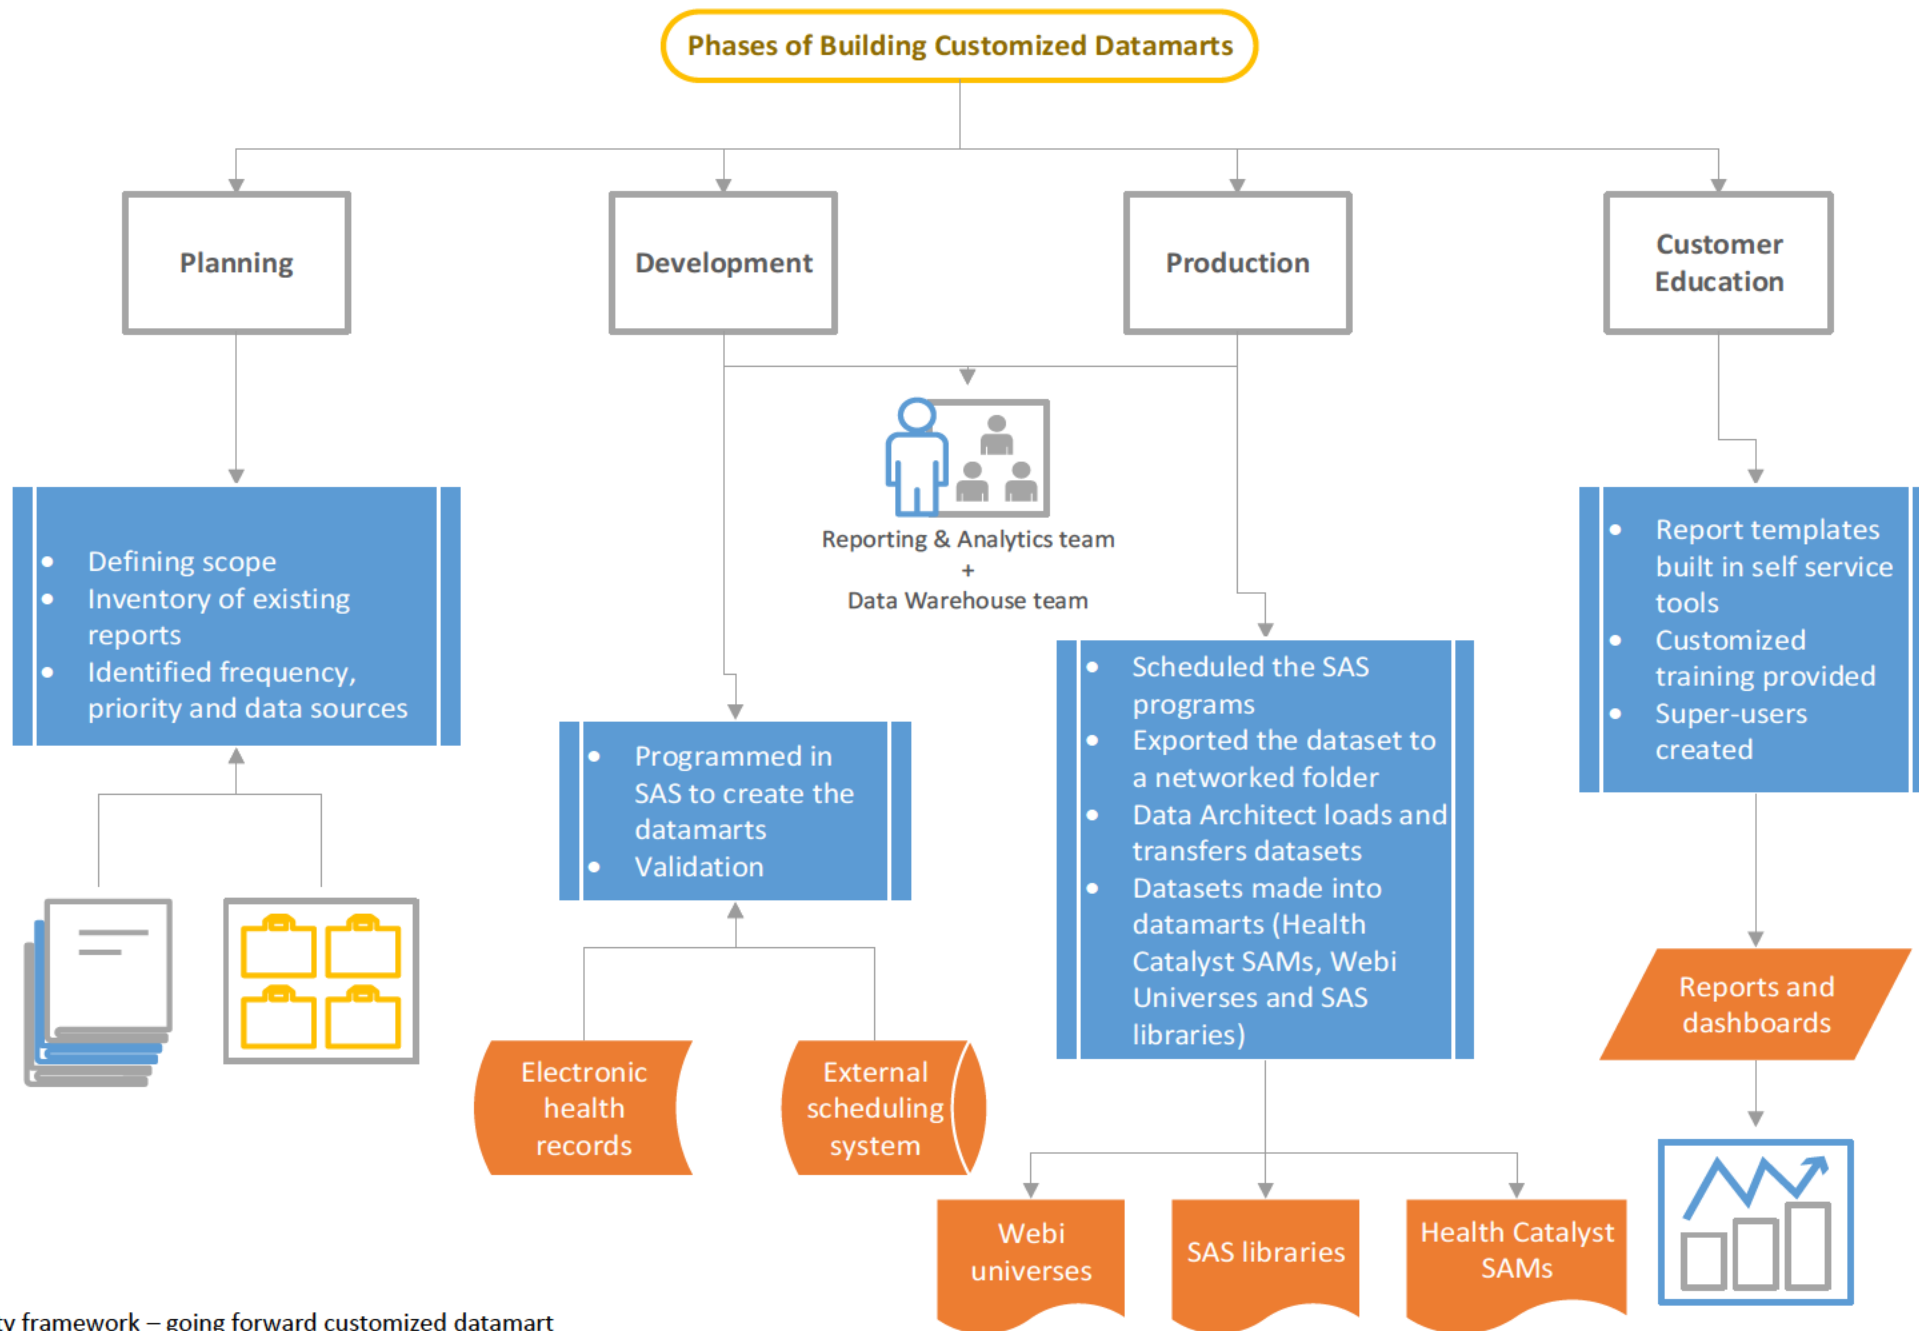 Phases of Building Customized Datamarts
Planning
Development
Production
Customer
Education
Reporting & Analytics team
+
Data Warehouse team
• Defining scope
• Inventory of existing
reports
• Identified frequency,
priority and data sources
• Programmed in
SAS to create the
datamarts
• Validation
• Scheduled the SAS
programs
• Exported the dataset to
a networked folder
• Data Architect loads and
transfers datasets
• Datasets made into
datamarts (Health
Catalyst SAMs, Webi
Universes and SAS
libraries)
• Report templates
built in self service
tools
• Customized
training provided
• Super-users
created
Electronic
health
records
External
scheduling
system
Reports and
dashboards
Webi
universes
SAS libraries
Health Catalyst
SAMs
framework – going forward customized datamart